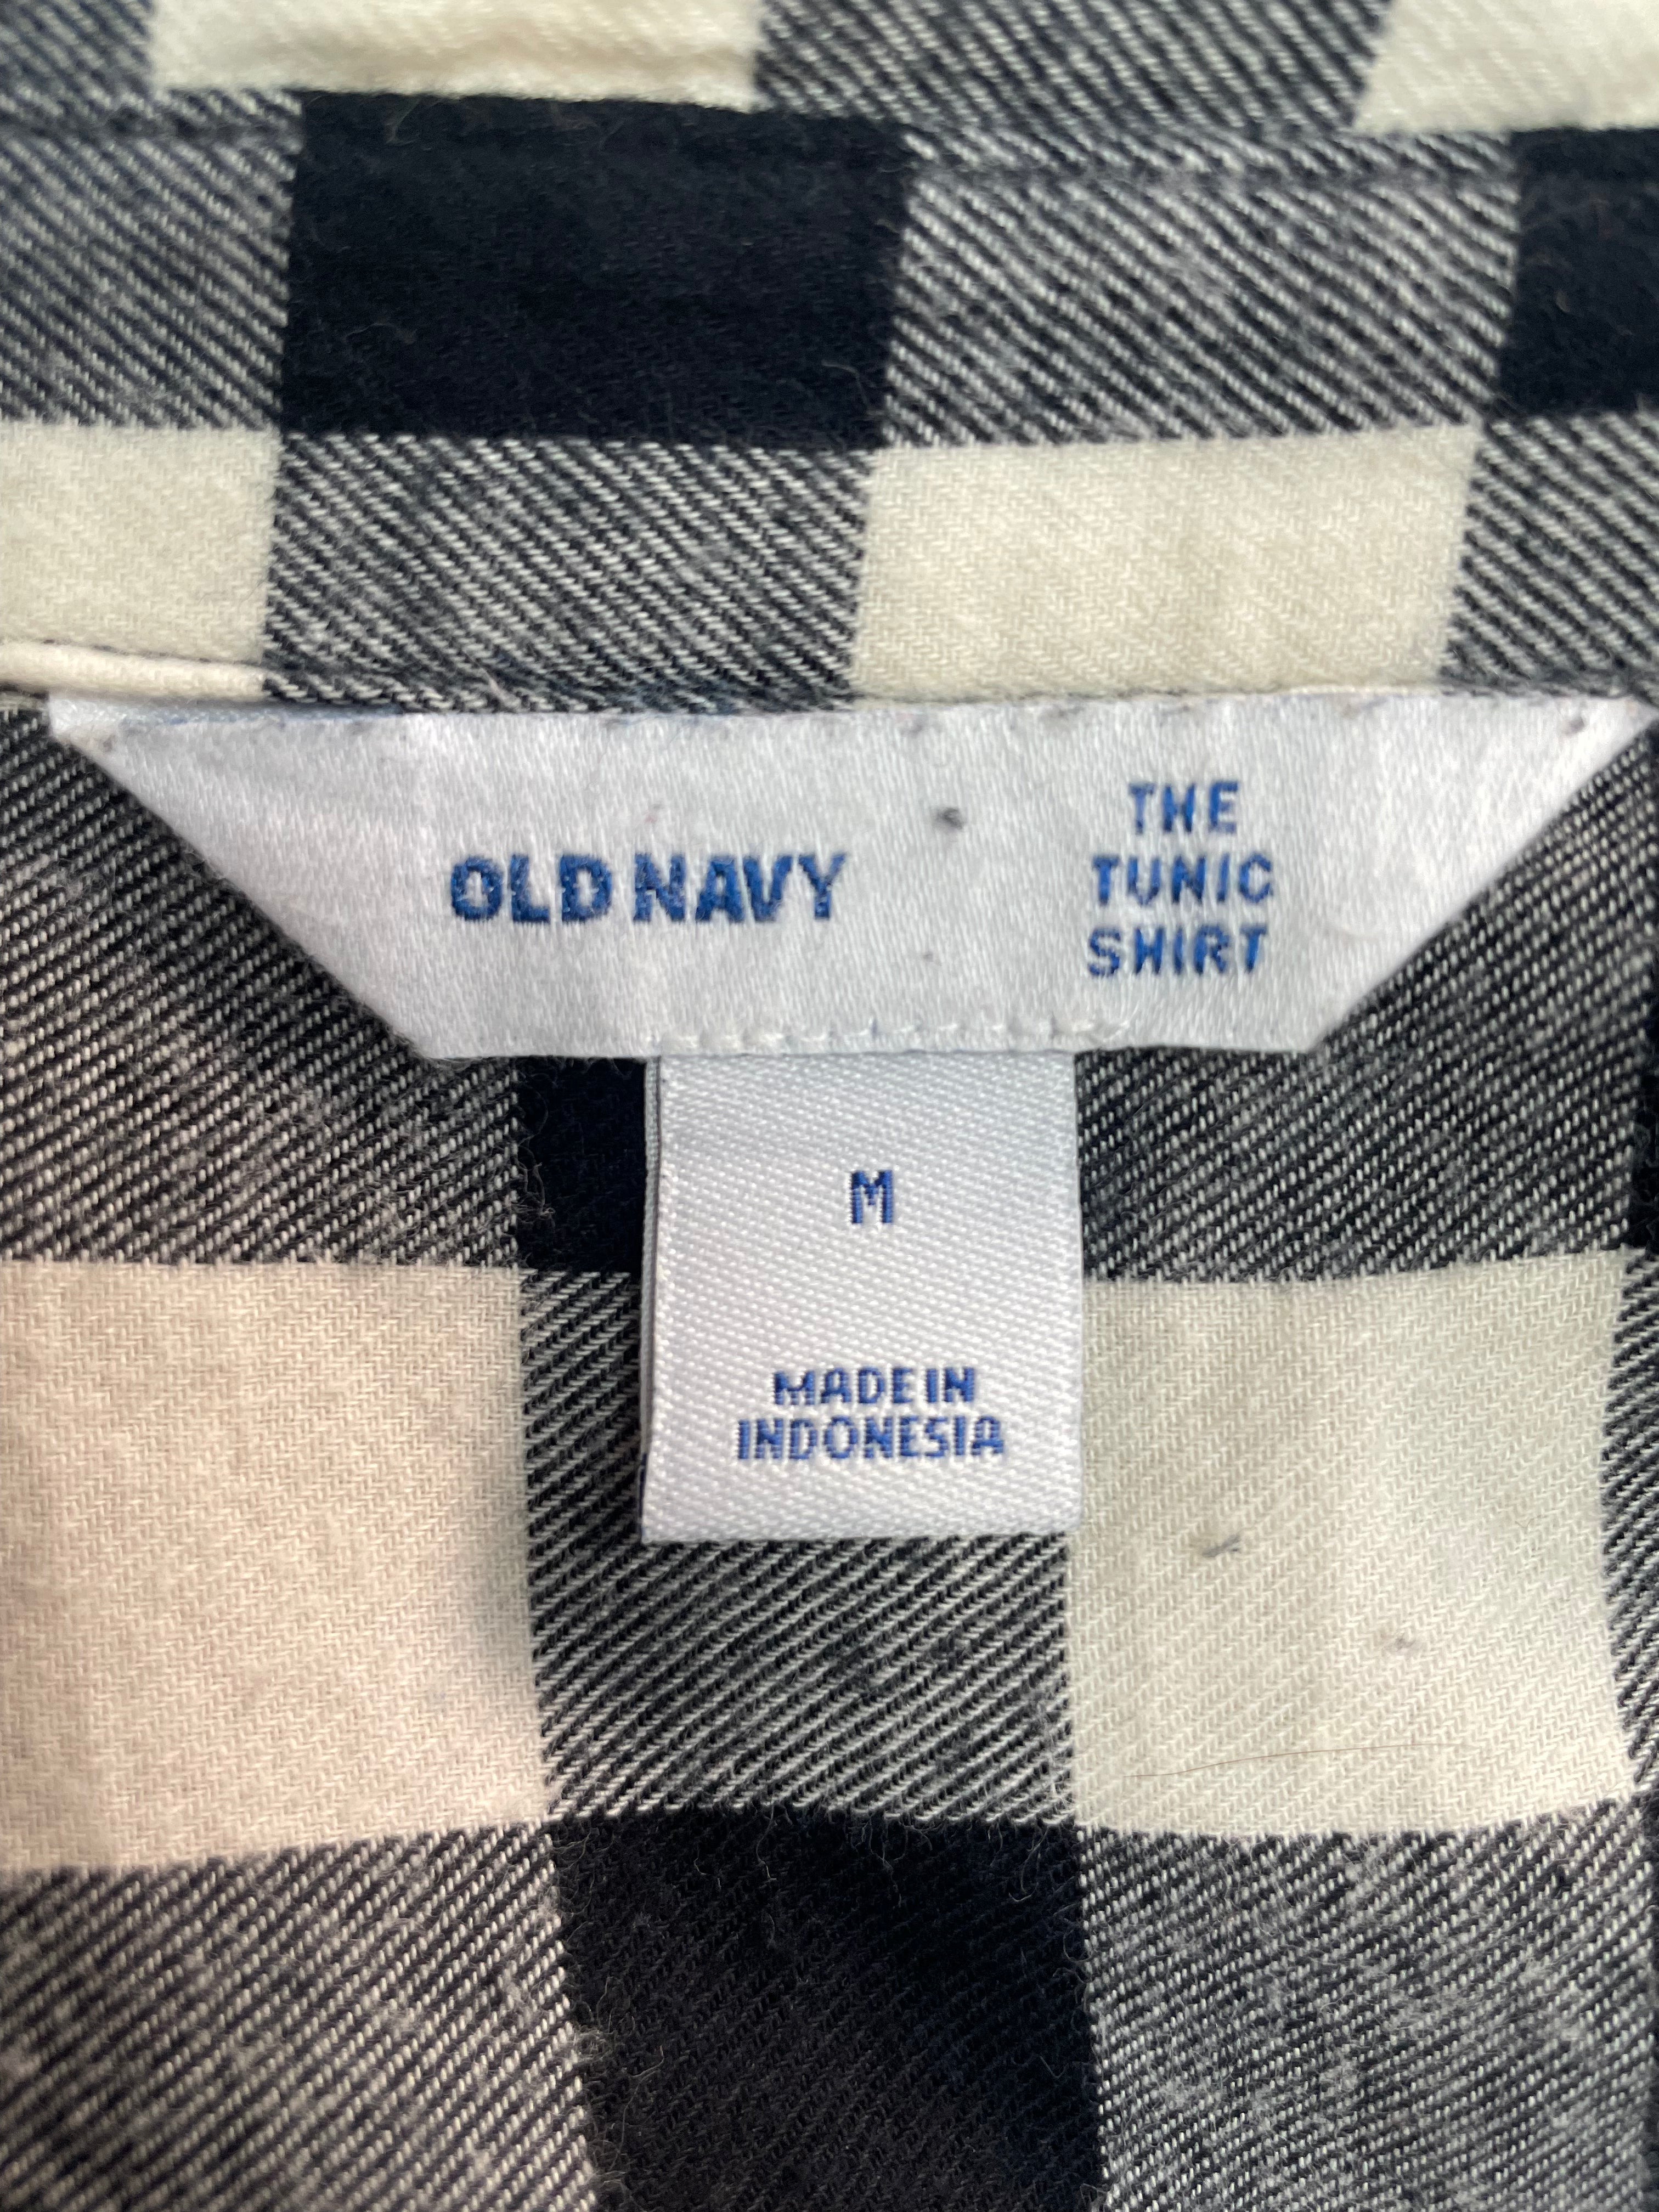 OLD NAVY
THE
TUNIC
SHIRT
M
MADE IN
INDONESIA